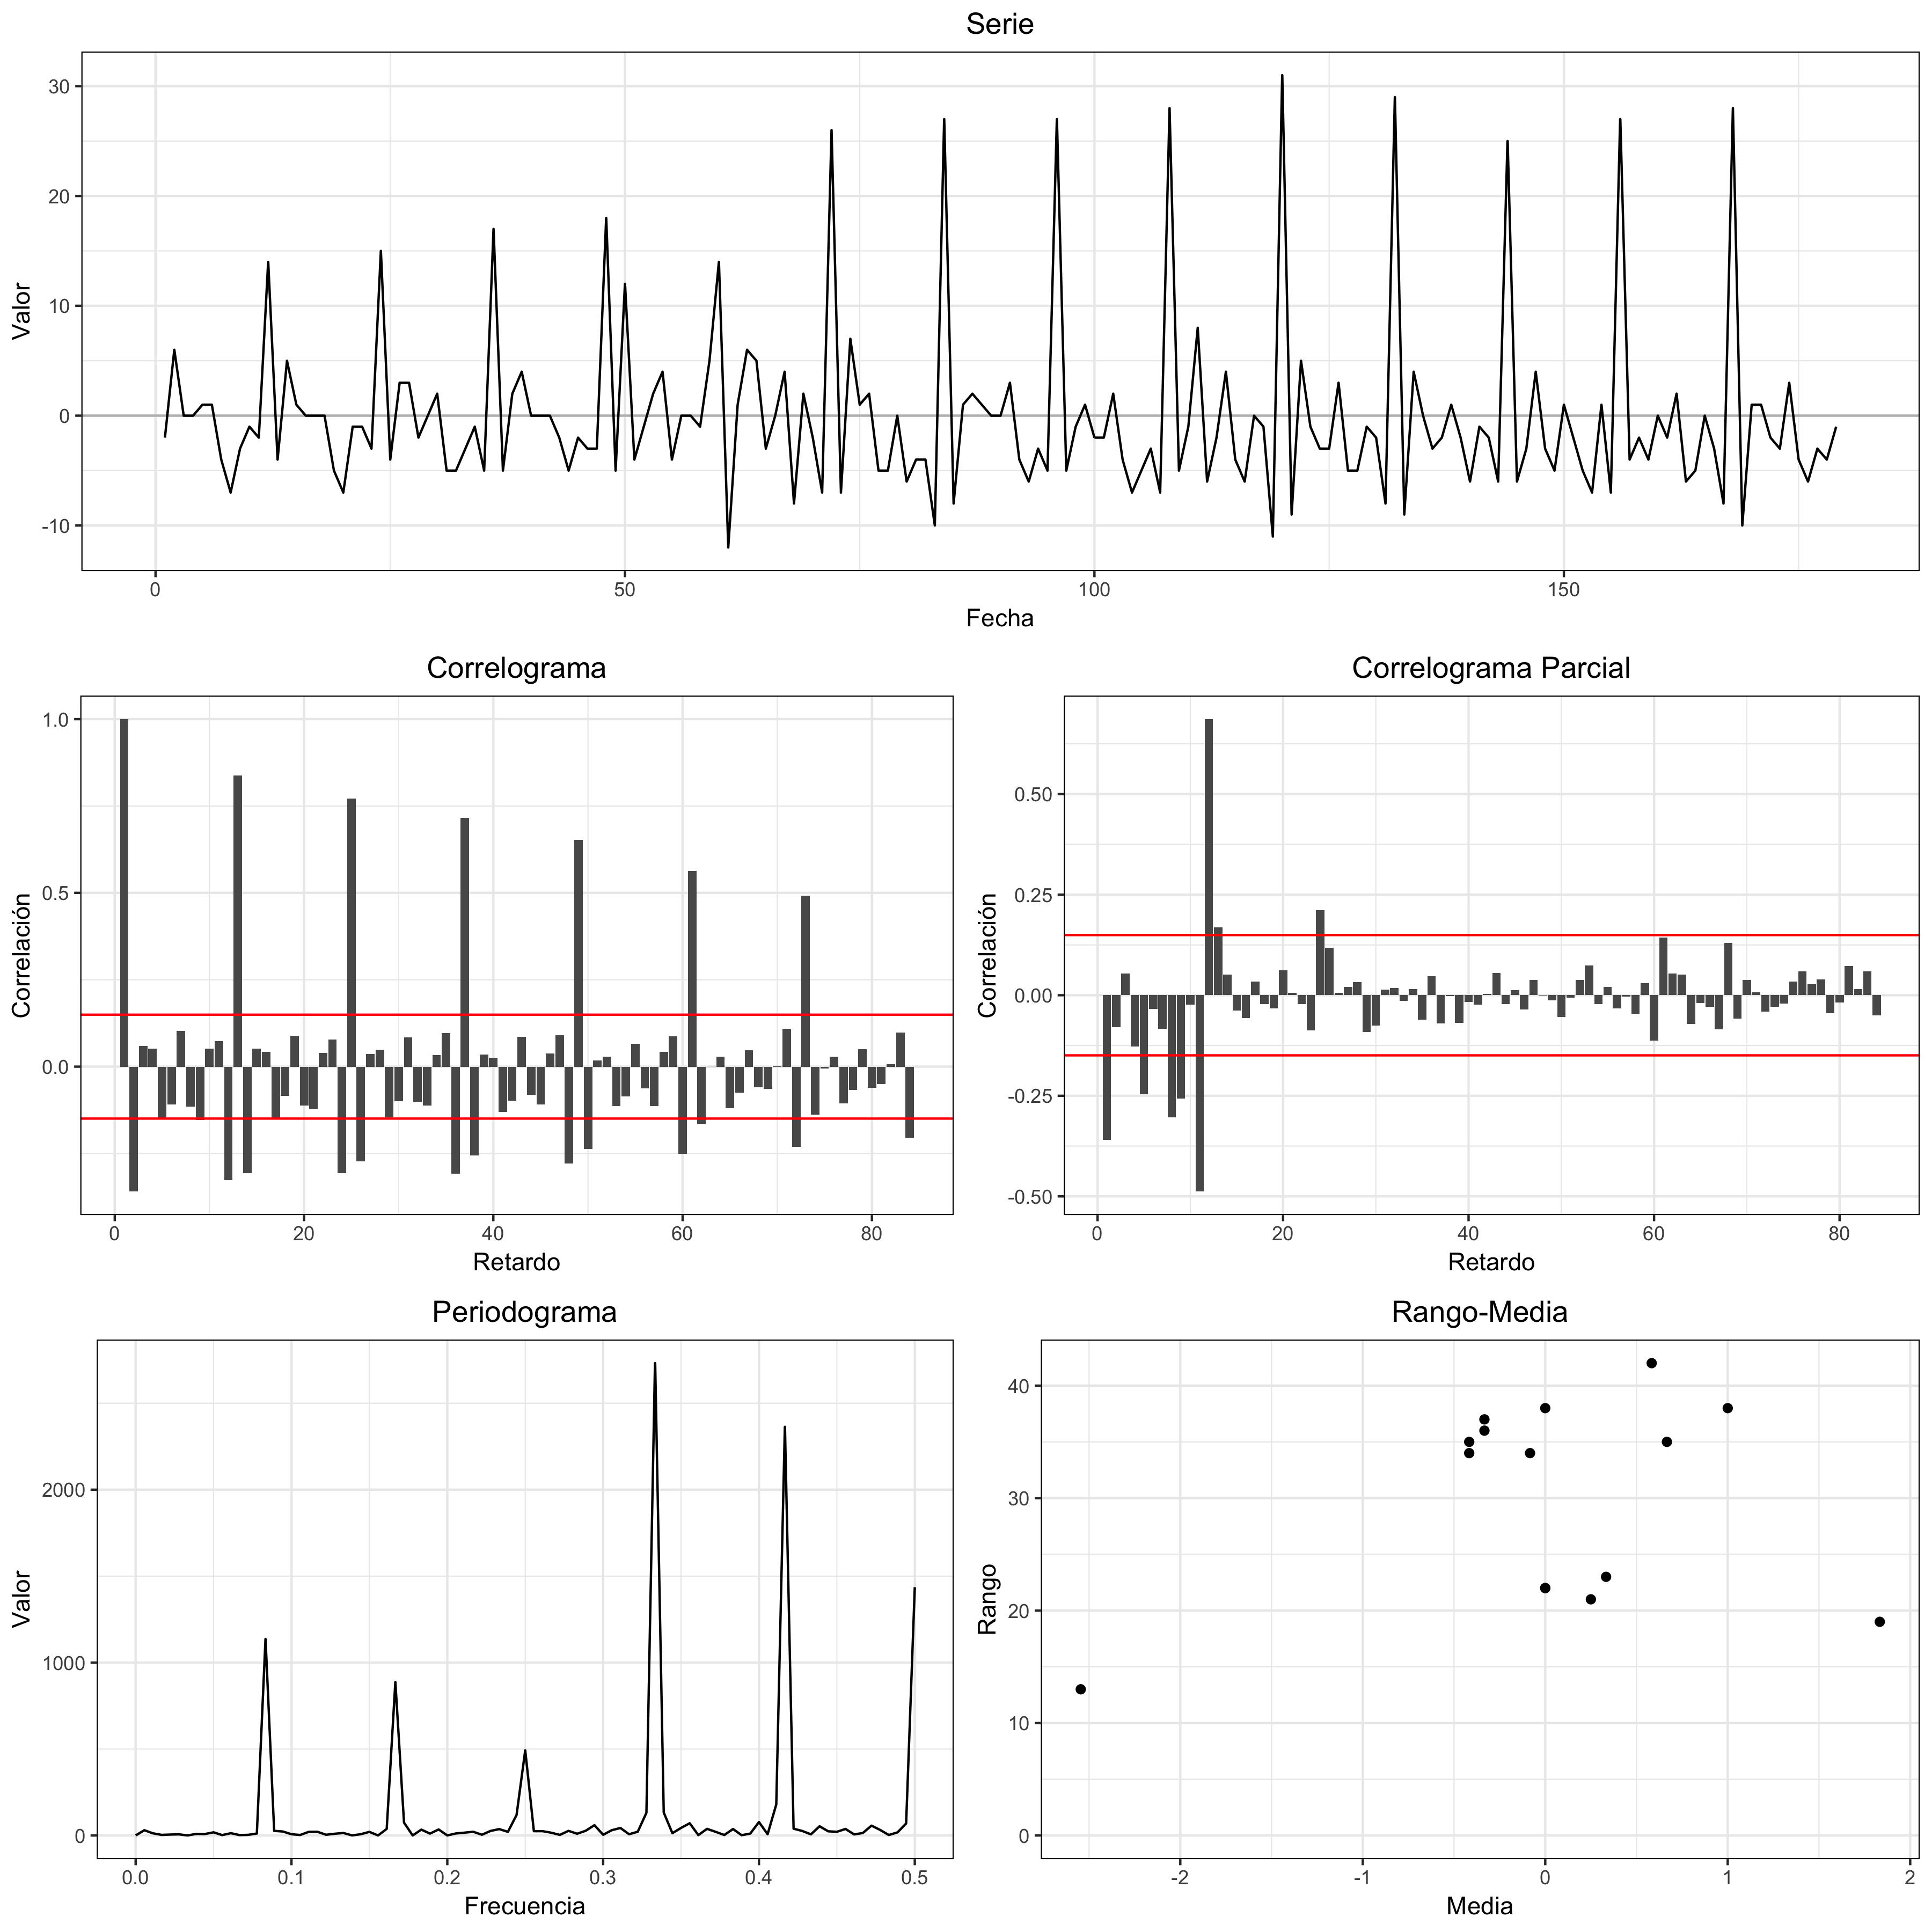 Serie
30
20
10
0
-10
Valor
0 50 100 150
Fecha
Correlograma
1.0
0.5
0.0
Correlación
0 20 40 60 80
Retardo
Correlograma Parcial
0.50
0.25
0.00
-0.25
-0.50
Correlación
0 20 40 60 80
Retardo
Periodograma
2000
1000
0
Valor
0.0 0.1 0.2 0.3 0.4 0.5
Frecuencia
Rango-Media
40
30
20
10
0
Rango
-2 -1 0 1 2
Media